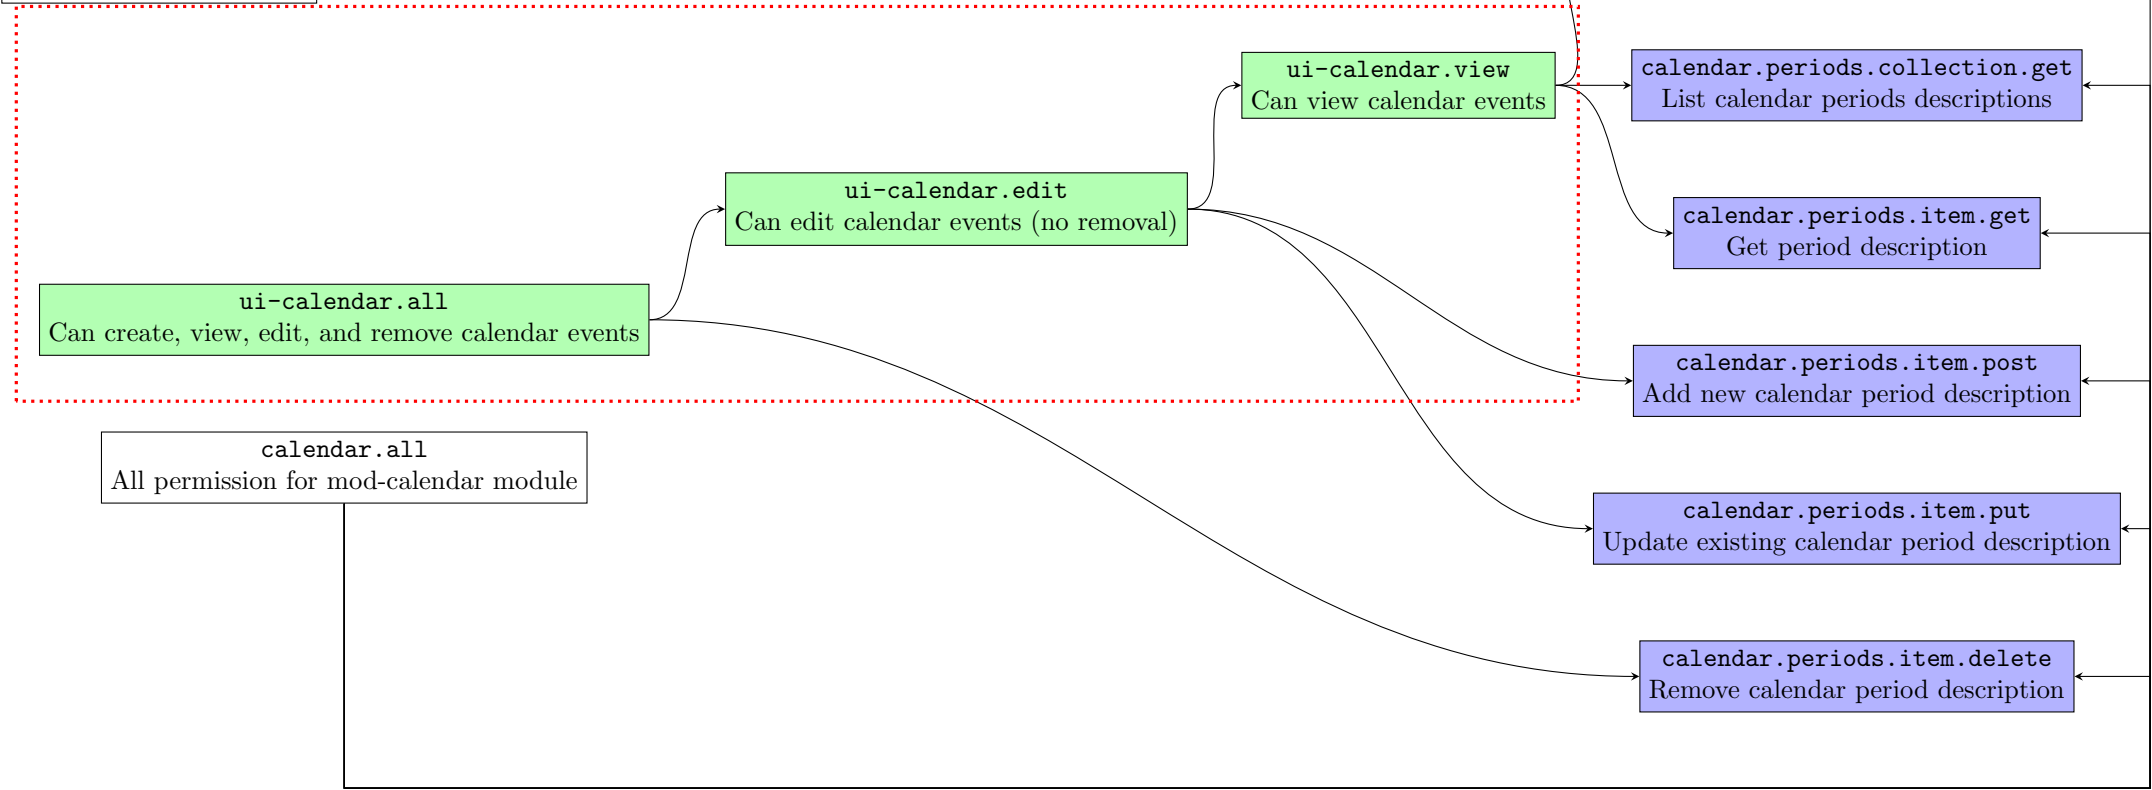 ui-calendar.view
Can view calendar events
calendar.periods.collection.get
List calendar periods descriptions
ui-calendar.edit
Can edit calendar events (no removal)
calendar.periods.item.get
Get period description
ui-calendar.all
Can create, view, edit, and remove calendar events
calendar.periods.item.post
Add new calendar period description
calendar.all
All permission for mod-calendar module
calendar.periods.item.put
Update existing calendar period description
calendar.periods.item.delete
Remove calendar period description